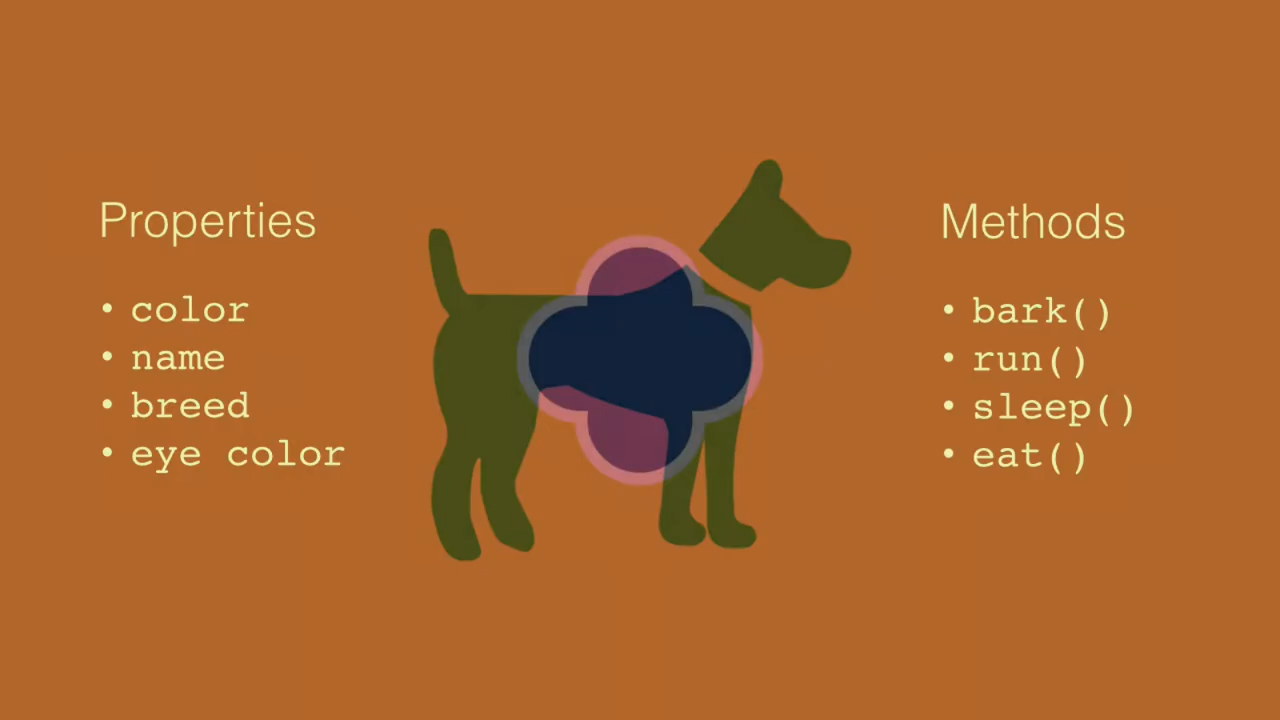 Properties
• color
• name
• breed
• eye color
Methods
• bark()
• run()
• sleep()
• eat()